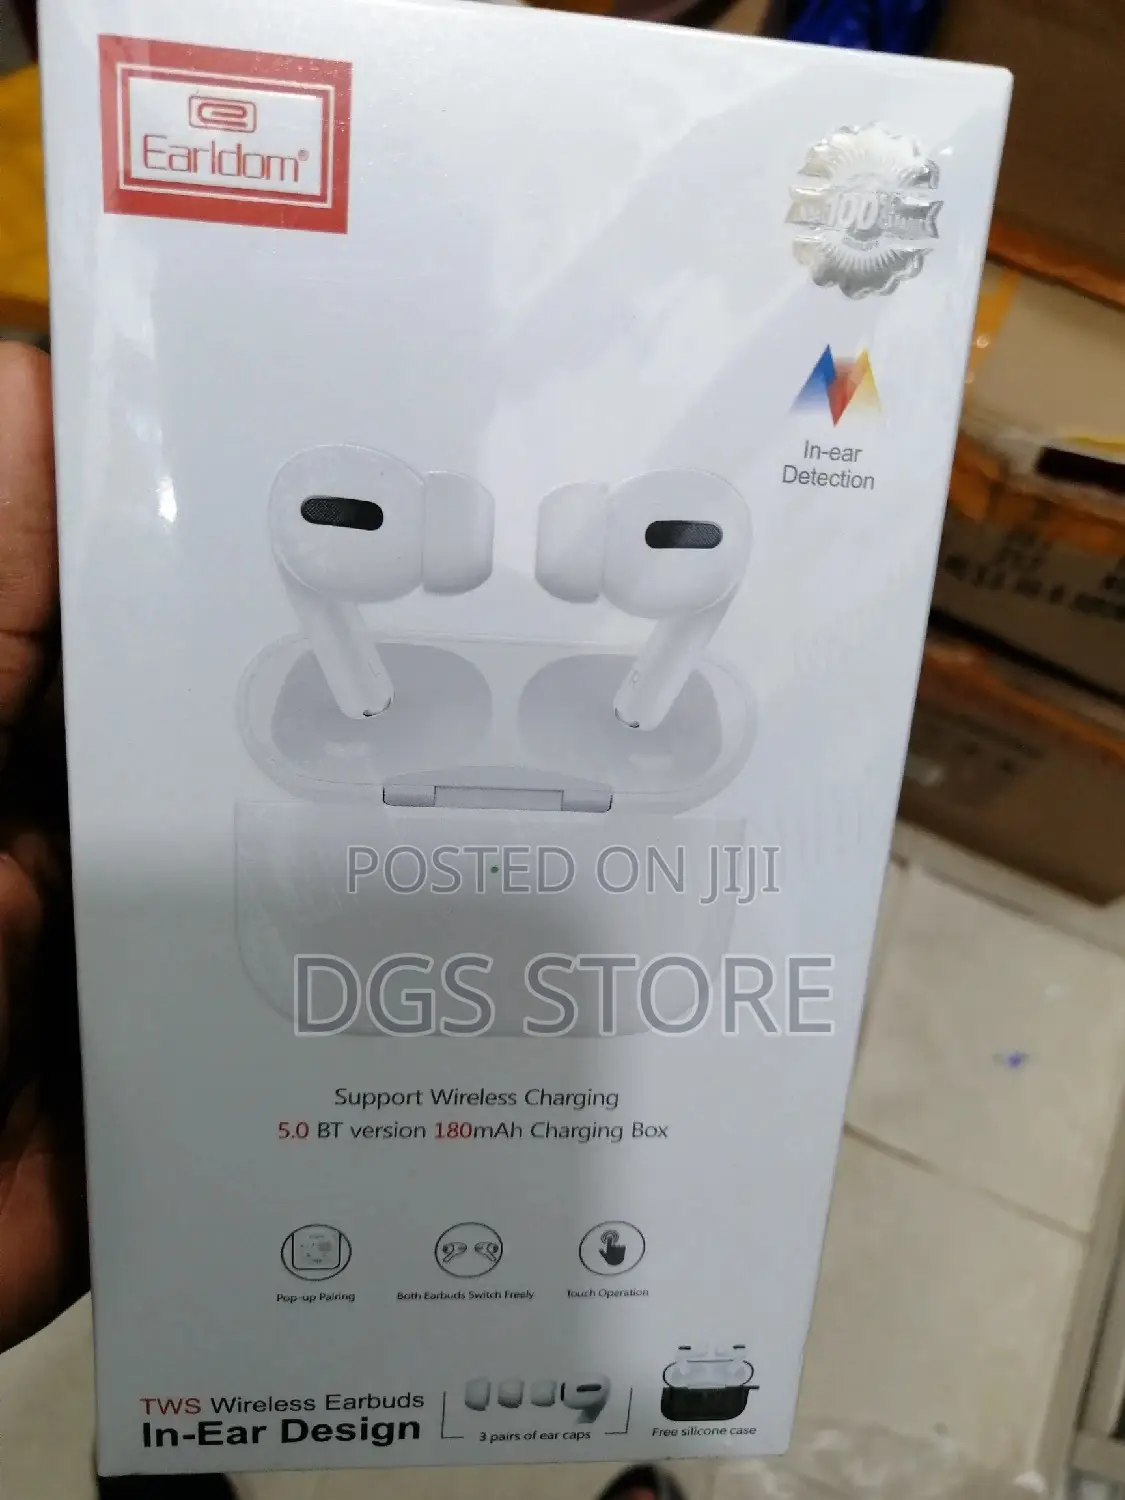 Earldom®
100%
In-ear
Detection
POSTED ON JIJI
DGS STORE
Support Wireless Charging
5.0 BT version 180mAh Charging Box
Pop-up Pairing
Both Earbuds Switch Freely
Touch Operation
TWS Wireless Earbuds
In-Ear Design
3 pairs of ear caps
Free silicone case